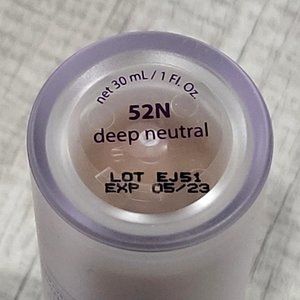 net 30 mL / 1 Fl. Oz.
52N
deep neutral
LOT EJ51
EXP 05/23